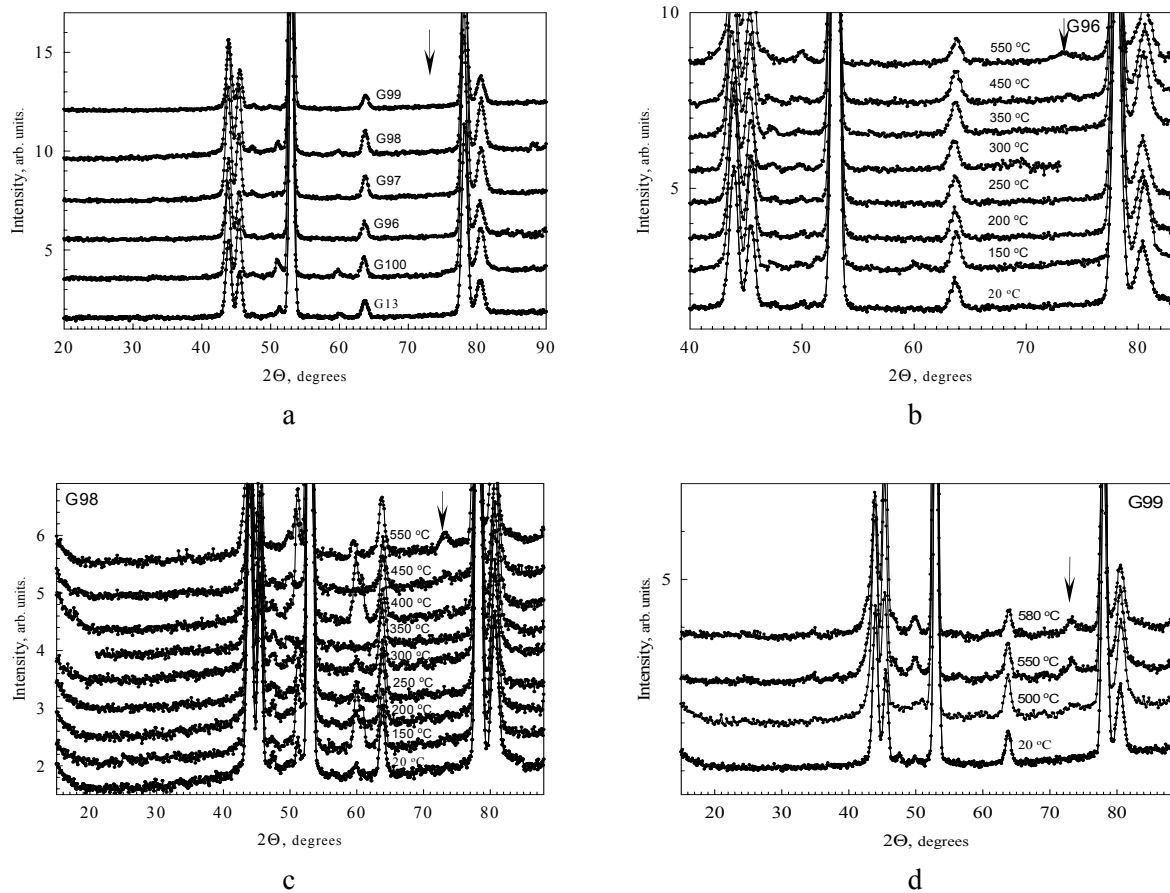 Intensity, arb. units.
15
10
5
G99
G98
G97
G96
G100
G13
20 30 40 50 60 70 80 90
2Θ, degrees
a
Intensity, arb. units.
10
5
G96
550 °C
450 °C
350 °C
300 °C
250 °C
200 °C
150 °C
20 °C
40 50 60 70 80
2Θ, degrees
b
Intensity, arb. units.
G98
6
5
4
3
2
550 °C
450 °C
400 °C
350 °C
300 °C
250 °C
200 °C
150 °C
20 °C
20 30 40 50 60 70 80
2Θ, degrees
c
Intensity, arb. units.
5
G99
580 °C
550 °C
500 °C
20 °C
20 30 40 50 60 70 80
2Θ, degrees
d